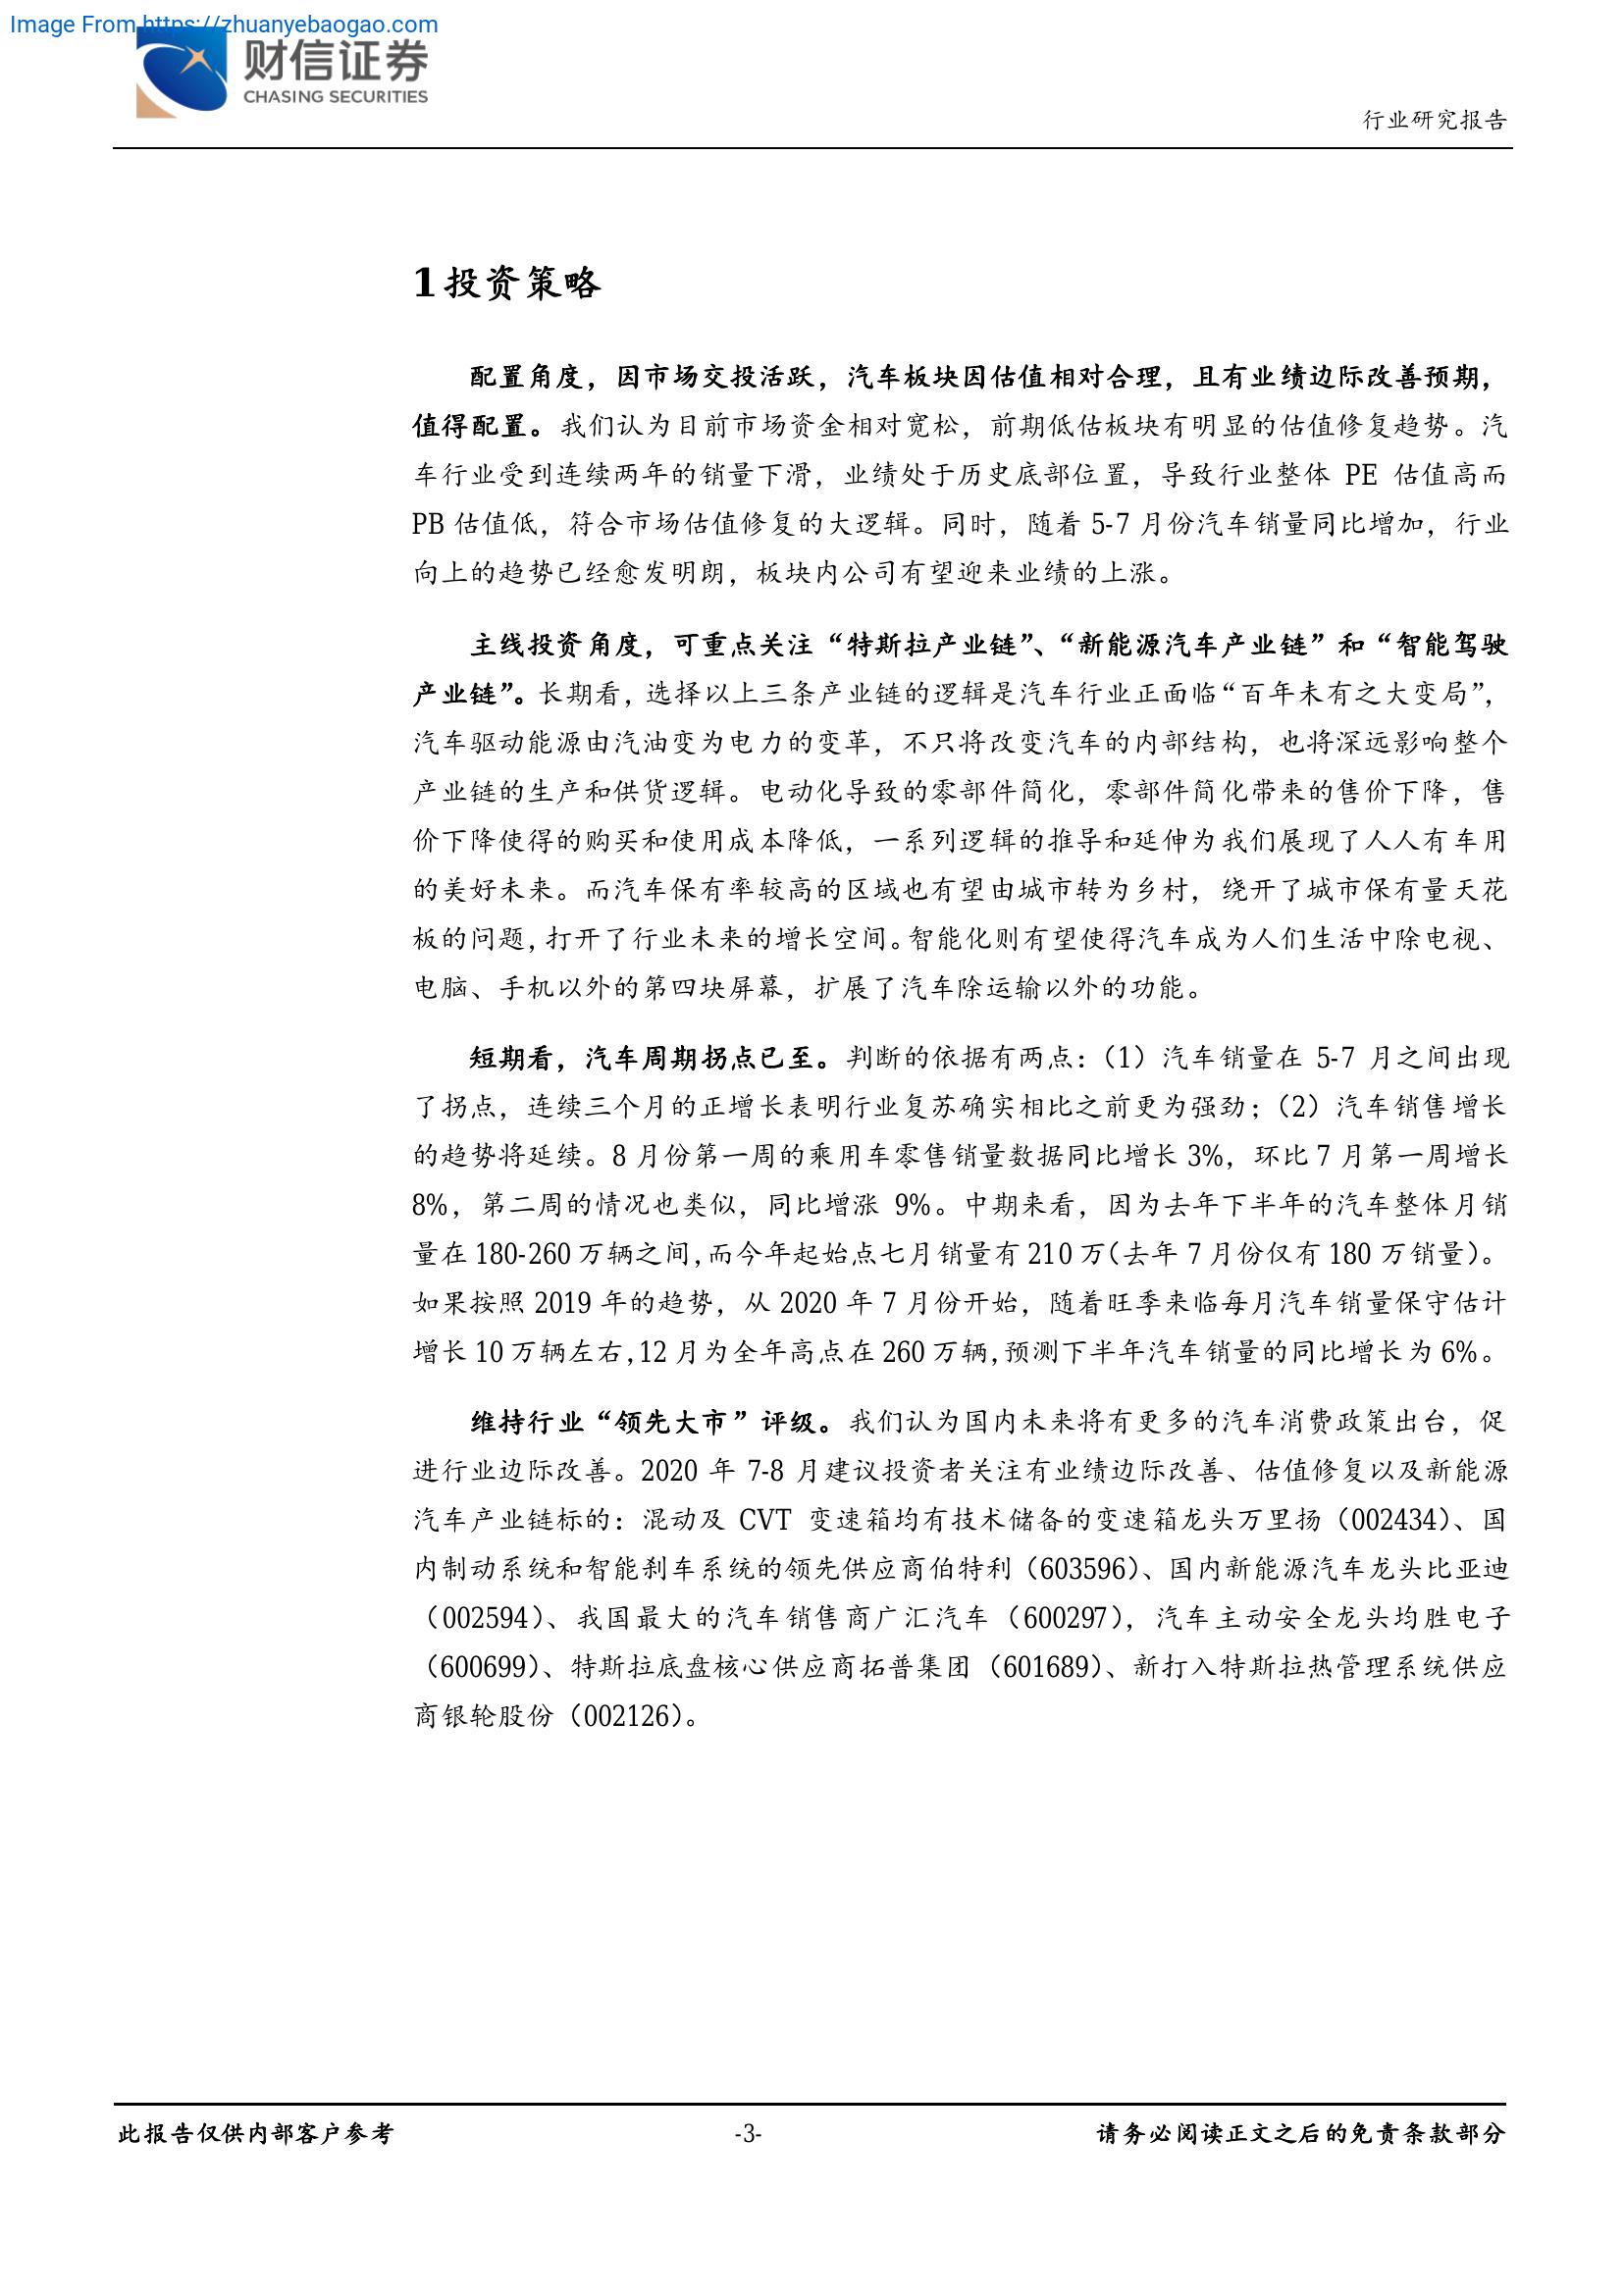 Image From https://zhuanyebaogao.com
财信证券
CHASING SECURITIES
行业研究报告
1 投资策略
配置角度，因市场交投活跃，汽车板块因估值相对合理，且有业绩边际改善预期，
值得配置。我们认为目前市场资金相对宽松，前期低估板块有明显的估值修复趋势。汽
车行业受到连续两年的销量下滑，业绩处于历史底部位置，导致行业整体 PE 估值高而
PB 估值低，符合市场估值修复的大逻辑。同时，随着 5-7 月份汽车销量同比增加，行业
向上的趋势已经愈发明朗，板块内公司有望迎来业绩的上涨。
主线投资角度，可重点关注“特斯拉产业链”、“新能源汽车产业链”和“智能驾驶
产业链”。长期看，选择以上三条产业链的逻辑是汽车行业正面临“百年未有之大变局”，
汽车驱动能源由汽油变为电力的变革，不只将改变汽车的内部结构，也将深远影响整个
产业链的生产和供货逻辑。电动化导致的零部件简化，零部件简化带来的售价下降，售
价下降使得的购买和使用成本降低，一系列逻辑的推导和延伸为我们展现了人人有车用
的美好未来。而汽车保有率较高的区域也有望由城市转为乡村，绕开了城市保有量天花
板的问题，打开了行业未来的增长空间。智能化则有望使得汽车成为人们生活中除电视、
电脑、手机以外的第四块屏幕，扩展了汽车除运输以外的功能。
短期看，汽车周期拐点已至。判断的依据有两点：（1）汽车销量在 5-7 月之间出现
了拐点，连续三个月的正增长表明行业复苏确实相比之前更为强劲；（2）汽车销售增长
的趋势将延续。8 月份第一周的乘用车零售销量数据同比增长 3%，环比 7 月第一周增长
8%，第二周的情况也类似，同比增涨 9%。中期来看，因为去年下半年的汽车整体月销
量在 180-260 万辆之间，而今年起始点七月销量有 210 万（去年 7 月份仅有 180 万销量）。
如果按照 2019 年的趋势，从 2020 年 7 月份开始，随着旺季来临每月汽车销量保守估计
增长 10 万辆左右，12 月为全年高点在 260 万辆，预测下半年汽车销量的同比增长为 6%。
维持行业“领先大市”评级。我们认为国内未来将有更多的汽车消费政策出台，促
进行业边际改善。2020 年 7-8 月建议投资者关注有业绩边际改善、估值修复以及新能源
汽车产业链标的：混动及 CVT 变速箱均有技术储备的变速箱龙头万里扬（002434）、国
内制动系统和智能刹车系统的领先供应商伯特利（603596）、国内新能源汽车龙头比亚迪
（002594）、我国最大的汽车销售商广汇汽车（600297），汽车主动安全龙头均胜电子
（600699）、特斯拉底盘核心供应商拓普集团（601689）、新打入特斯拉热管理系统供应
商银轮股份（002126）。
此报告仅供内部客户参考
-3-
请务必阅读正文之后的免责条款部分